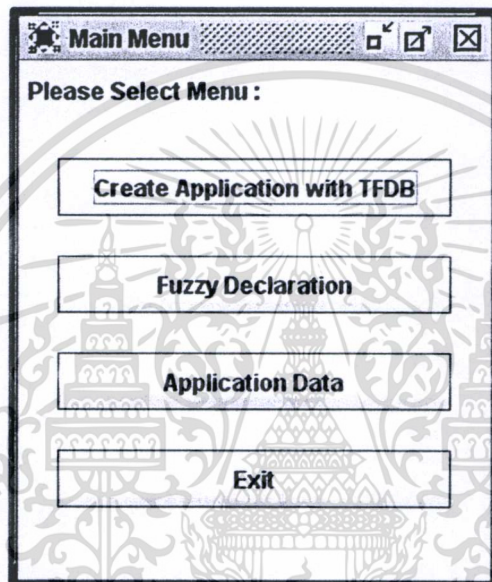 Main Menu
Please Select Menu :
Create Application with TFDB
Fuzzy Declaration
Application Data
Exit